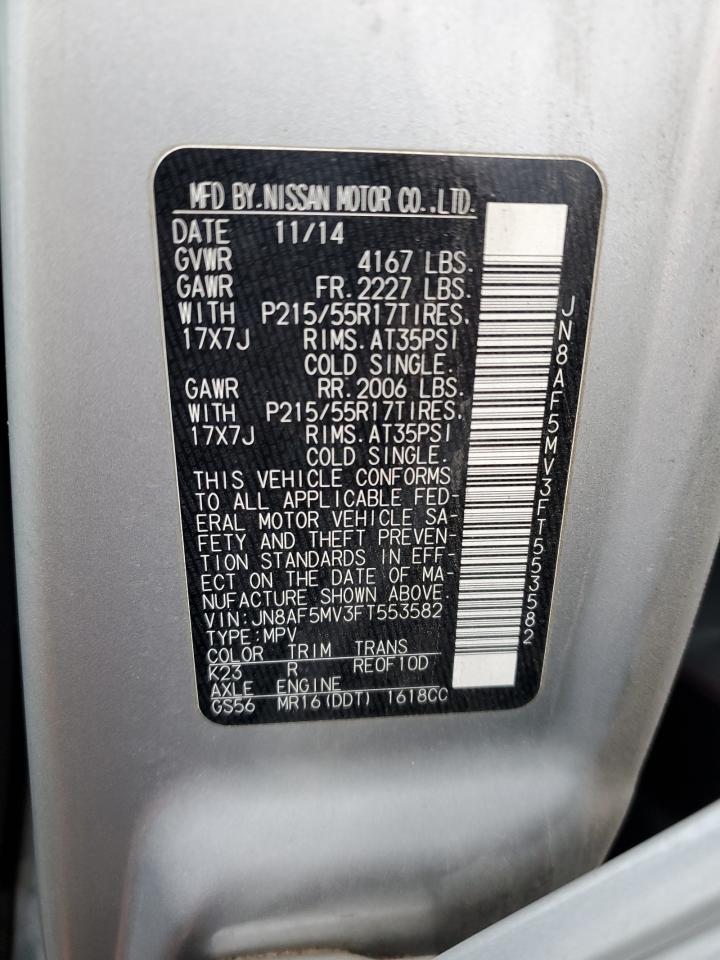 MFD BY.NISSAN MOTOR CO.,LTD.
DATE 11/14
GVWR 4167 LBS.
GAWR FR.2227 LBS.
WITH P215/55R17TIRES.
17X7J RIMS.AT35PSI
COLD SINGLE.
GAWR RR.2006 LBS.
WITH P215/55R17TIRES.
17X7J RIMS.AT35PSI
COLD SINGLE.
THIS VEHICLE CONFORMS
TO ALL APPLICABLE FED-
ERAL MOTOR VEHICLE SA-
FETY AND THEFT PREVEN-
TION STANDARDS IN EFF-
ECT ON THE DATE OF MA-
NUFACTURE SHOWN ABOVE.
VIN:JN8AF5MV3FT553582
TYPE:MPV
COLOR TRIM TRANS
K23 R RE0F10D
AXLE ENGINE
GS56 MR16(DDT) 1618CC
JN8AF5MV3FT553582